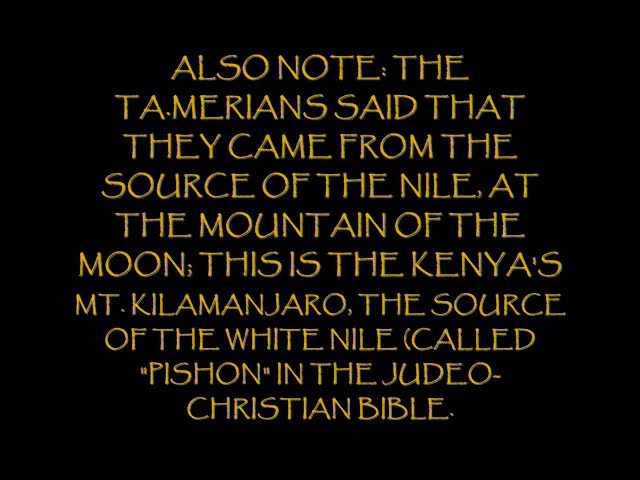 ALSO NOTE: THE
TA.MERIANS SAID THAT
THEY CAME FROM THE
SOURCE OF THE NILE, AT
THE MOUNTAIN OF THE
MOON; THIS IS THE KENYA'S
MT. KILAMANJARO, THE SOURCE
OF THE WHITE NILE (CALLED
"PISHON" IN THE JUDEO-
CHRISTIAN BIBLE.